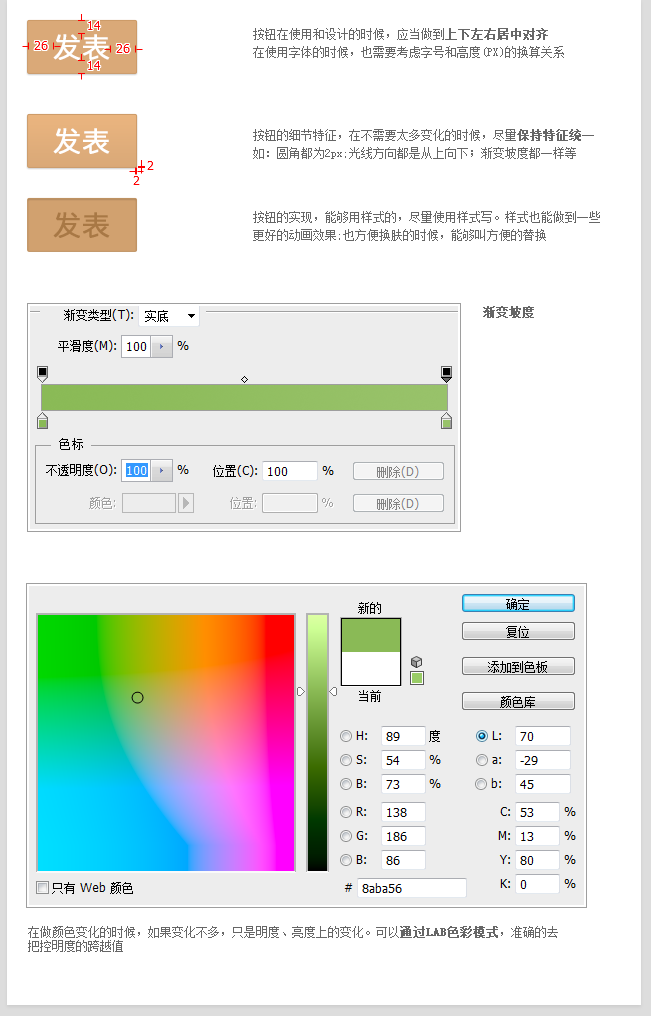 14
26 发表 26
14
按钮在使用和设计的时候，应当做到上下左右居中对齐
在使用字体的时候，也需要考虑字号和高度(PX)的换算关系
发表
2
2
按钮的细节特征，在不需要太多变化的时候，尽量保持特征统一
如：圆角都为2px;光线方向都是从上向下；渐变坡度都一样等
发表
按钮的实现，能够用样式的，尽量使用样式写。样式也能做到一些
更好的动画效果;也方便换肤的时候，能够叫方便的替换
渐变类型(T): 实底
渐变坡度
平滑度(M): 100 %
色标
不透明度(O): 100 % 位置(C): 100 % 删除(D)
颜色: 位置: % 删除(D)
新的
当前
确定
复位
添加到色板
颜色库
H: 89 度 L: 70
S: 54 % a: -29
B: 73 % b: 45
R: 138 C: 53 %
G: 186 M: 13 %
B: 86 Y: 80 %
只有 Web 颜色 # 8aba56 K: 0 %
在做颜色变化的时候，如果变化不多，只是明度、亮度上的变化。可以通过LAB色彩模式，准确的去
把控明度的跨越值